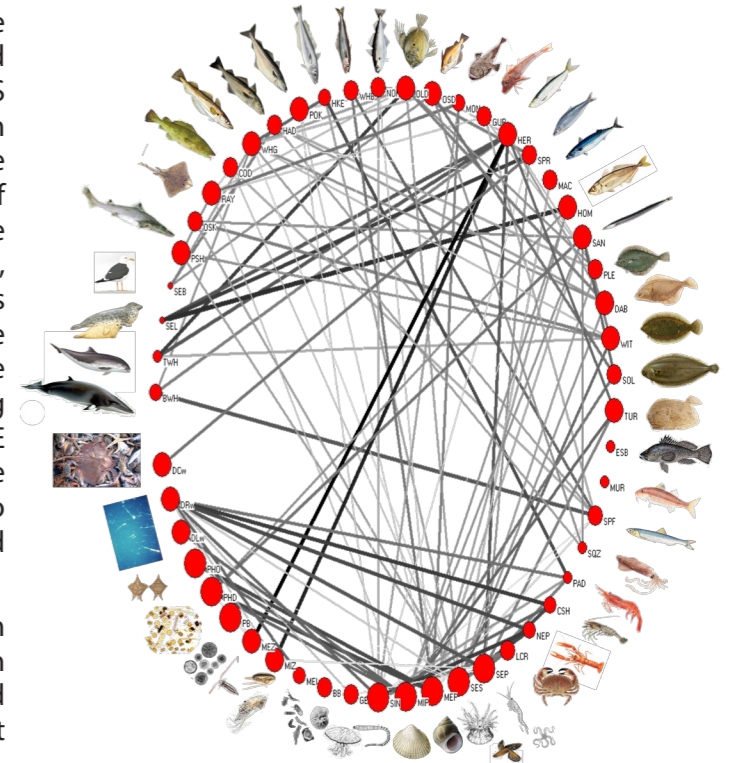 HKE
WHB
POK
OSD
MON
HAD
GUR
WHG
HER
SPR
COD
MAC
RAY
HOM
SAN
PSH
PLE
SEB
DAB
SEL
WIT
TWH
SOL
BWH
TUR
ESB
DCw
MUR
DRw
SPF
DLw
SQZ
PHO
PAD
PHD
CSH
PB
NEP
MEZ
LCR
MIZ
SEP
SES
BB
SIN
MEP